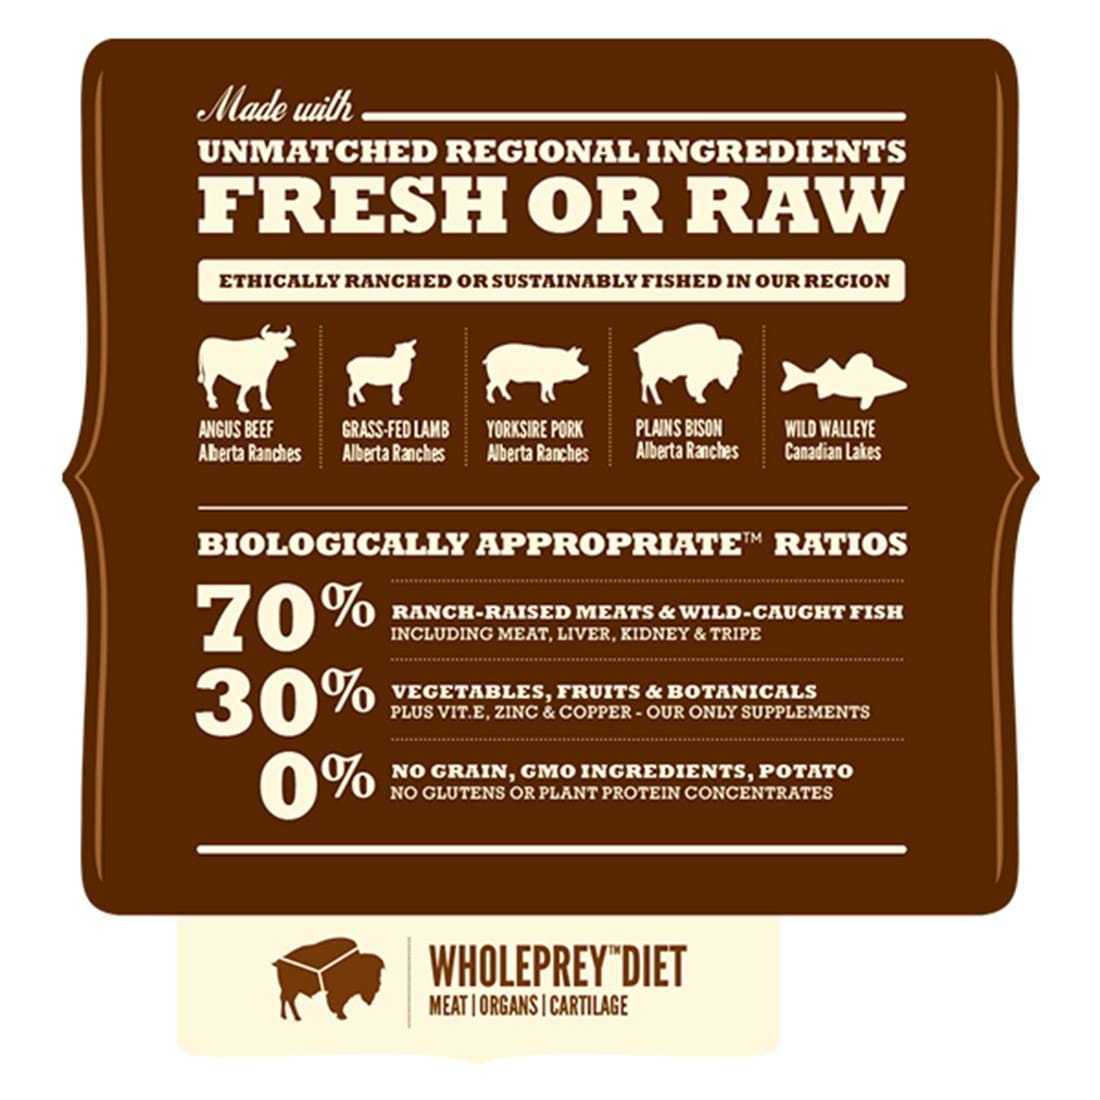 Made with
UNMATCHED REGIONAL INGREDIENTS
FRESH OR RAW
ETHICALLY RANCHED OR SUSTAINABLY FISHED IN OUR REGION
ANGUS BEEF
Alberta Ranches
GRASS-FED LAMB
Alberta Ranches
YORKSIRE PORK
Alberta Ranches
PLAINS BISON
Alberta Ranches
WILD WALLEYE
Canadian Lakes
BIOLOGICALLY APPROPRIATE™ RATIOS
70%
RANCH-RAISED MEATS & WILD-CAUGHT FISH
INCLUDING MEAT, LIVER, KIDNEY & TRIPE
30%
VEGETABLES, FRUITS & BOTANICALS
PLUS VIT.E, ZINC & COPPER - OUR ONLY SUPPLEMENTS
0%
NO GRAIN, GMO INGREDIENTS, POTATO
NO GLUTENS OR PLANT PROTEIN CONCENTRATES
WHOLEPREY™DIET
MEAT | ORGANS | CARTILAGE